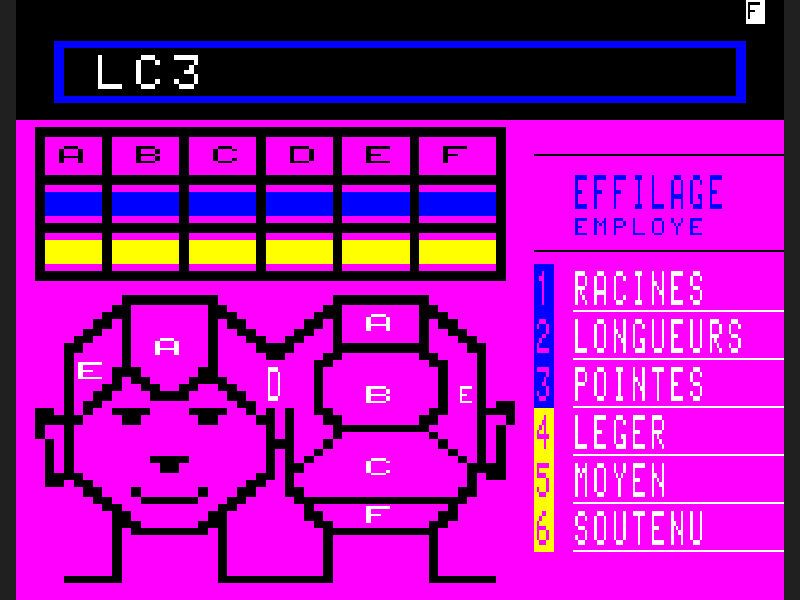 F
LC3
A B C D E F
EFFILAGE
EMPLOYE
1 RACINES
2 LONGUEURS
3 POINTES
4 LEGER
5 MOYEN
6 SOUTENU
A A
E D B E
C
F